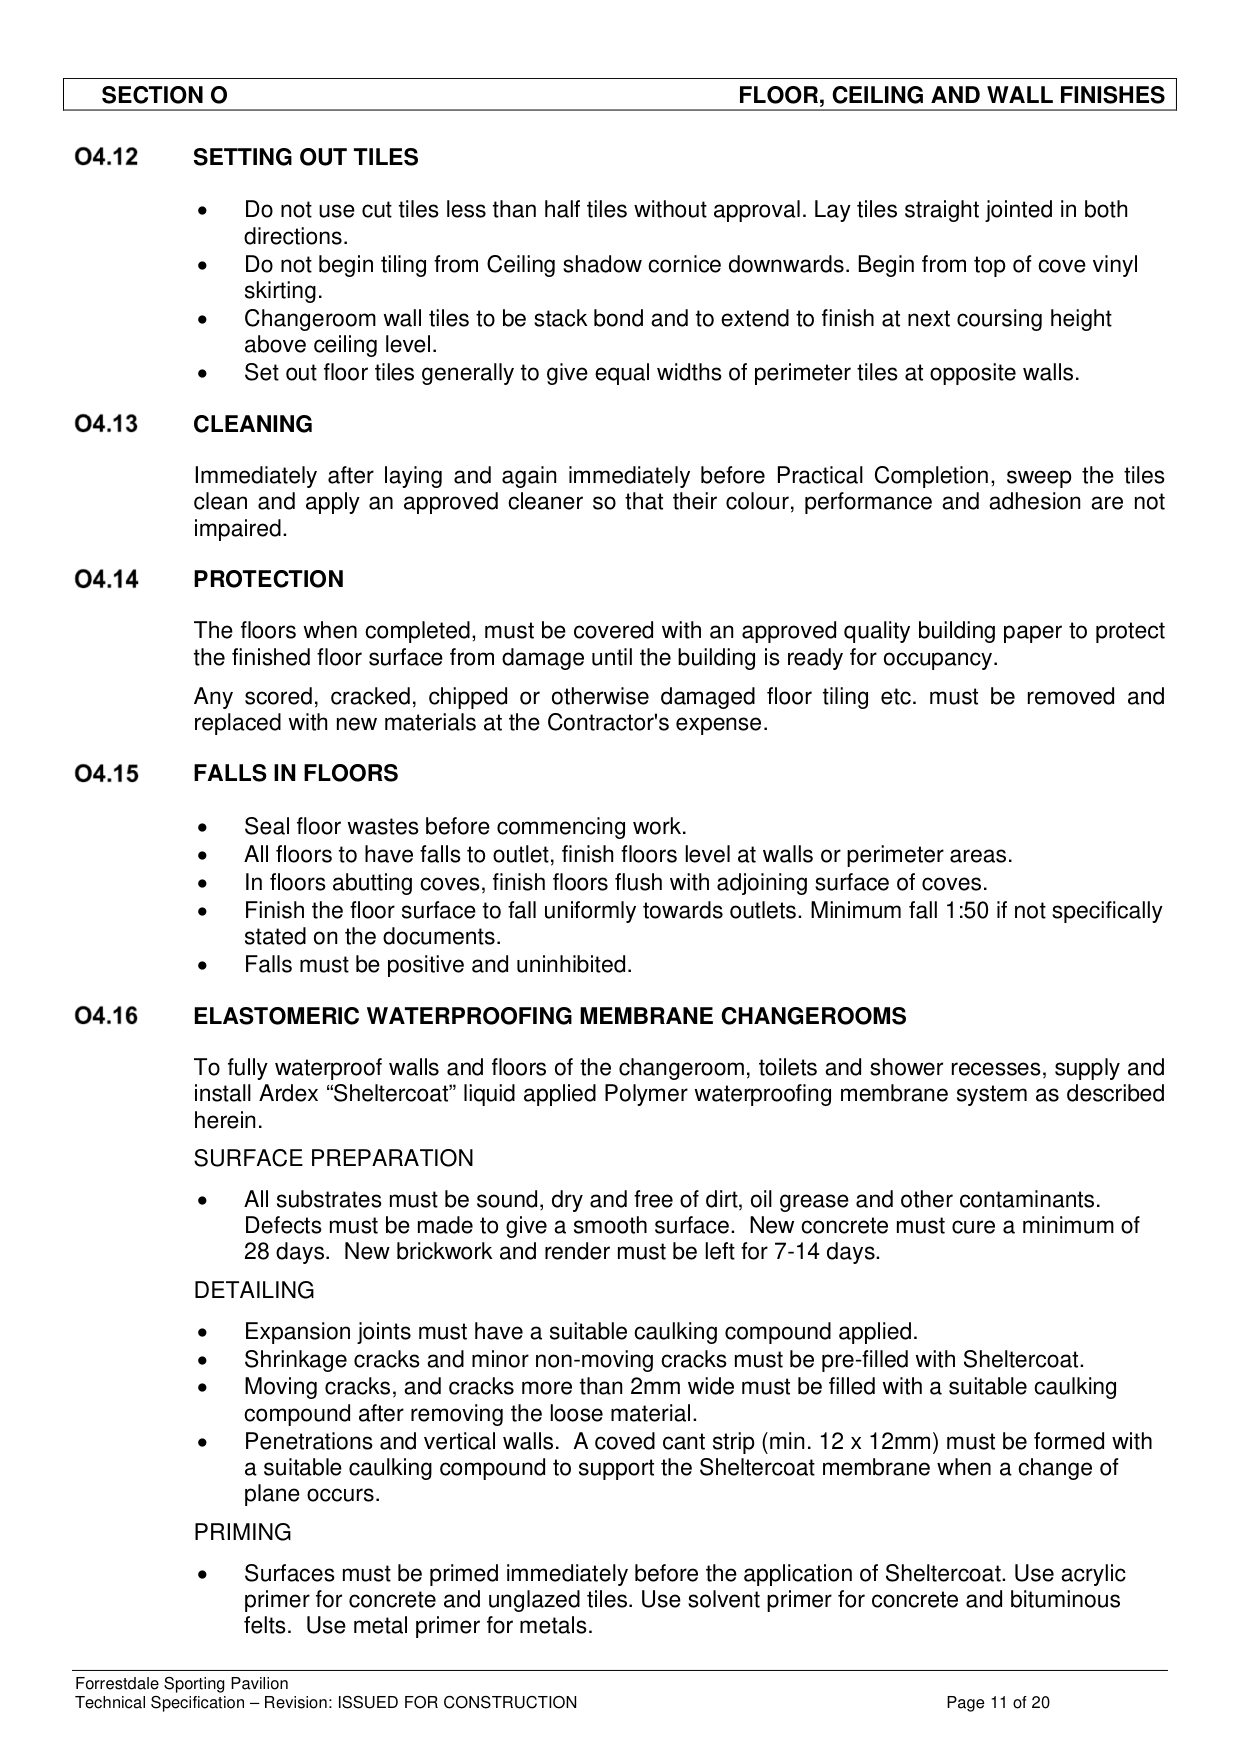 SECTION O FLOOR, CEILING AND WALL FINISHES
O4.12 SETTING OUT TILES
• Do not use cut tiles less than half tiles without approval. Lay tiles straight jointed in both
directions.
• Do not begin tiling from Ceiling shadow cornice downwards. Begin from top of cove vinyl
skirting.
• Changeroom wall tiles to be stack bond and to extend to finish at next coursing height
above ceiling level.
• Set out floor tiles generally to give equal widths of perimeter tiles at opposite walls.
O4.13 CLEANING
Immediately after laying and again immediately before Practical Completion, sweep the tiles
clean and apply an approved cleaner so that their colour, performance and adhesion are not
impaired.
O4.14 PROTECTION
The floors when completed, must be covered with an approved quality building paper to protect
the finished floor surface from damage until the building is ready for occupancy.
Any scored, cracked, chipped or otherwise damaged floor tiling etc. must be removed and
replaced with new materials at the Contractor's expense.
O4.15 FALLS IN FLOORS
• Seal floor wastes before commencing work.
• All floors to have falls to outlet, finish floors level at walls or perimeter areas.
• In floors abutting coves, finish floors flush with adjoining surface of coves.
• Finish the floor surface to fall uniformly towards outlets. Minimum fall 1:50 if not specifically
stated on the documents.
• Falls must be positive and uninhibited.
O4.16 ELASTOMERIC WATERPROOFING MEMBRANE CHANGEROOMS
To fully waterproof walls and floors of the changeroom, toilets and shower recesses, supply and
install Ardex “Sheltercoat” liquid applied Polymer waterproofing membrane system as described
herein.
SURFACE PREPARATION
• All substrates must be sound, dry and free of dirt, oil grease and other contaminants.
Defects must be made to give a smooth surface. New concrete must cure a minimum of
28 days. New brickwork and render must be left for 7-14 days.
DETAILING
• Expansion joints must have a suitable caulking compound applied.
• Shrinkage cracks and minor non-moving cracks must be pre-filled with Sheltercoat.
• Moving cracks, and cracks more than 2mm wide must be filled with a suitable caulking
compound after removing the loose material.
• Penetrations and vertical walls. A coved cant strip (min. 12 x 12mm) must be formed with
a suitable caulking compound to support the Sheltercoat membrane when a change of
plane occurs.
PRIMING
• Surfaces must be primed immediately before the application of Sheltercoat. Use acrylic
primer for concrete and unglazed tiles. Use solvent primer for concrete and bituminous
felts. Use metal primer for metals.
Forrestdale Sporting Pavilion
Technical Specification – Revision: ISSUED FOR CONSTRUCTION Page 11 of 20